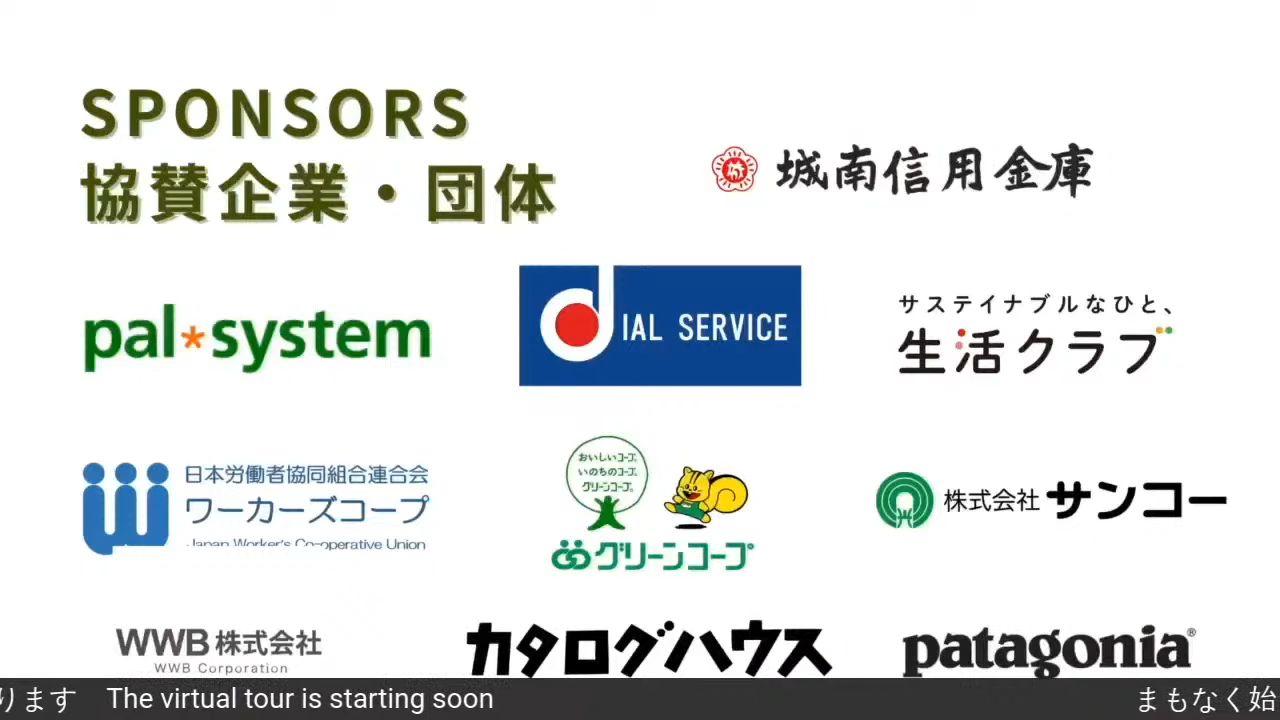 SPONSORS
協賛企業・団体
城南信用金庫
pal*system
DIAL SERVICE
サステイナブルなひと、
生活クラブ
日本労働者協同組合連合会
ワーカーズコープ
Japan Worker's Co-operative Union
おいしいコープ。
いのちのコープ。
グリーンコープ。
グリーンコープ
株式会社サンコー
WWB株式会社
WWB Corporation
カタログハウス
patagonia®
ります The virtual tour is starting soon まもなく始